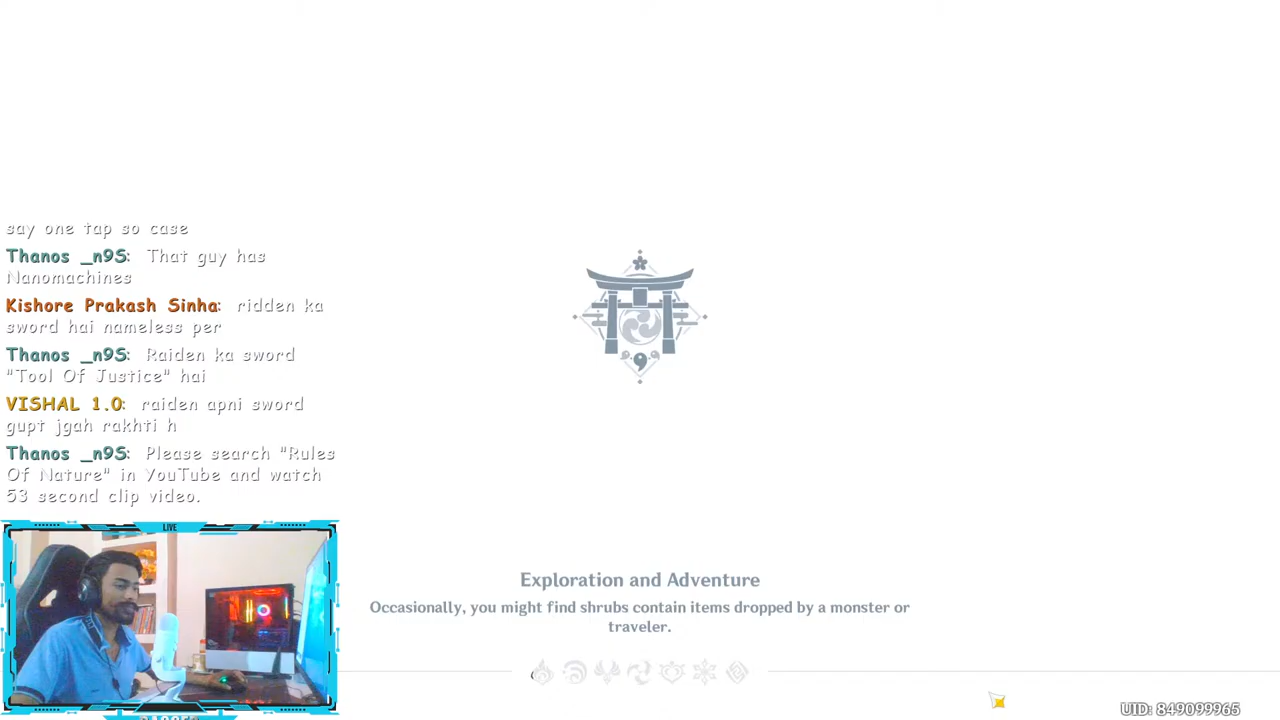 say one tap so case
Thanos _n9S: That guy has
Nanomachines
Kishore Prakash Sinha: ridden ka
sword hai nameless per
Thanos _n9S: Raiden ka sword
"Tool Of Justice" hai
VISHAL 1.0: raiden apni sword
gupt jgah rakhti h
Thanos _n9S: Please search "Rules
Of Nature" in YouTube and watch
53 second clip video.
LIVE
Exploration and Adventure
Occasionally, you might find shrubs contain items dropped by a monster or
traveler.
UID: 849099965